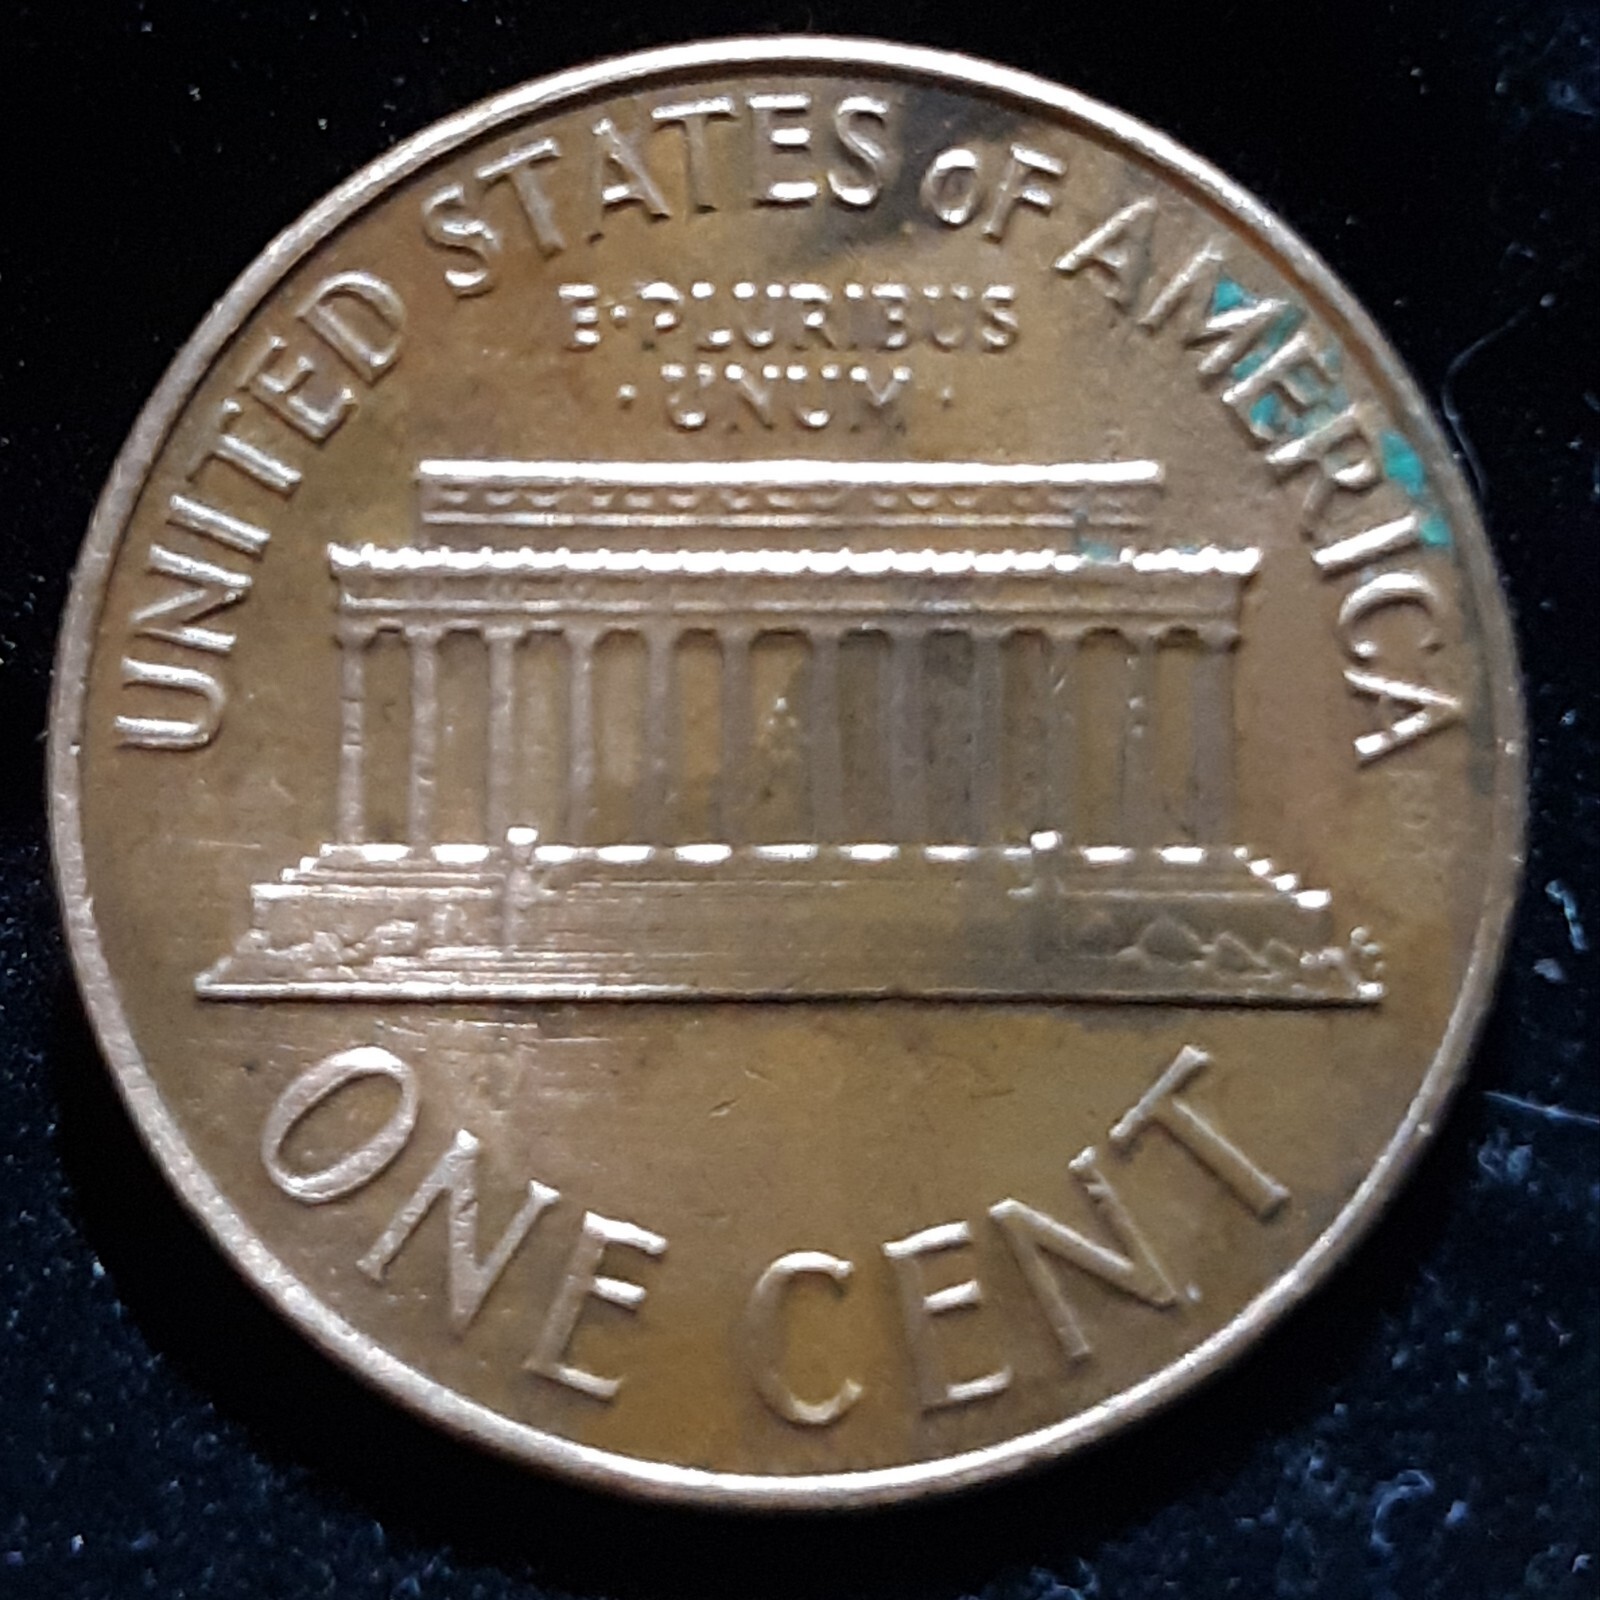 UNITED STATES OF AMERICA
E·PLURIBUS
·UNUM·
ONE CENT